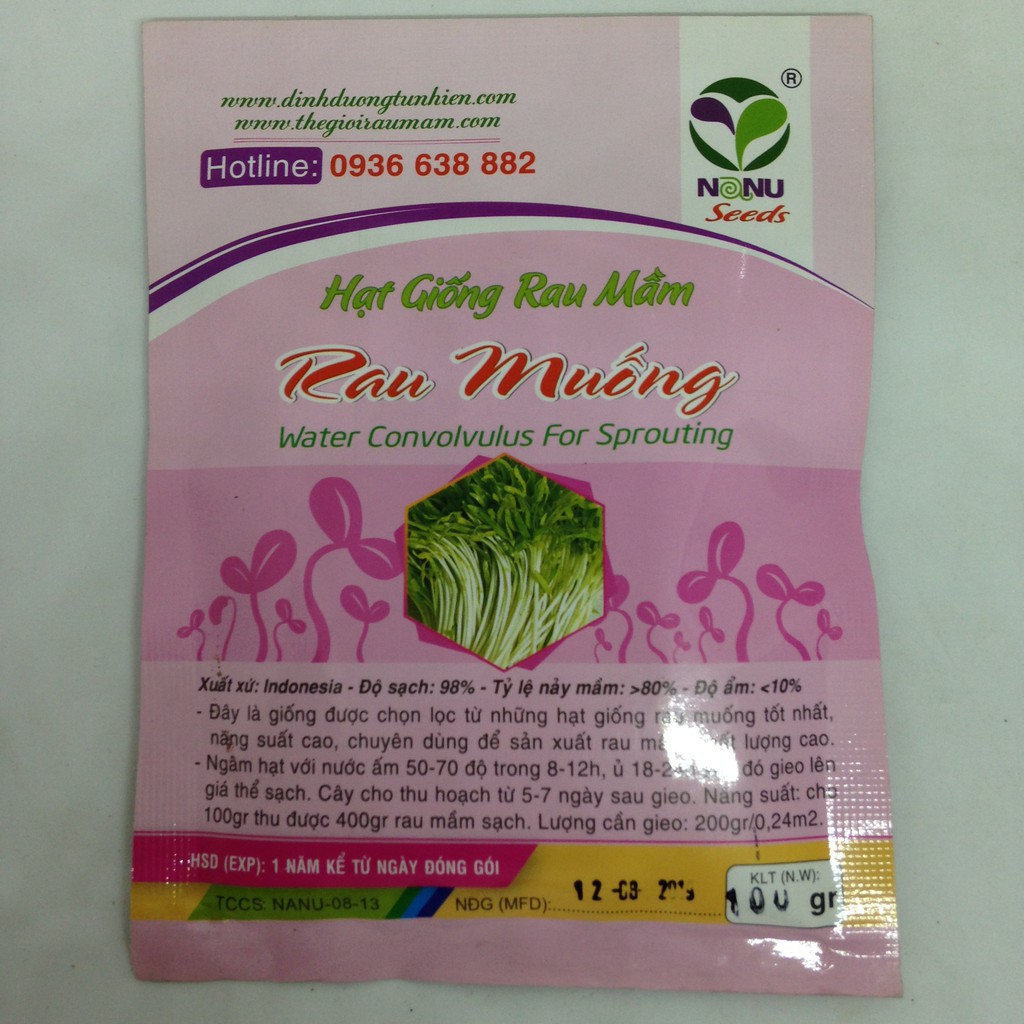 www.dinhduongtunhien.com
www.thegioiraumam.com
Hotline: 0936 638 882
®
NANU
Seeds
Hạt Giống Rau Mầm
Rau Muống
Water Convolvulus For Sprouting
Xuất xứ: Indonesia - Độ sạch: 98% - Tỷ lệ nảy mầm: >80% - Độ ẩm: <10%
- Đây là giống được chọn lọc từ những hạt giống rau muống tốt nhất,
năng suất cao, chuyên dùng để sản xuất rau lượng cao.
- Ngâm hạt với nước ấm 50-70 độ trong 8-12h, ủ đó gieo lên
giá thể sạch. Cây cho thu hoạch từ 5-7 ngày sau gieo. Năng suất: cho
100gr thu được 400gr rau mầm sạch. Lượng cần gieo: 200gr/0,24m2.
HSD (EXP): 1 NĂM KỂ TỪ NGÀY ĐÓNG GÓI
TCCS: NANU-08-13
NĐG (MFD): 12 -08-
KLT (N.W):
100 gr